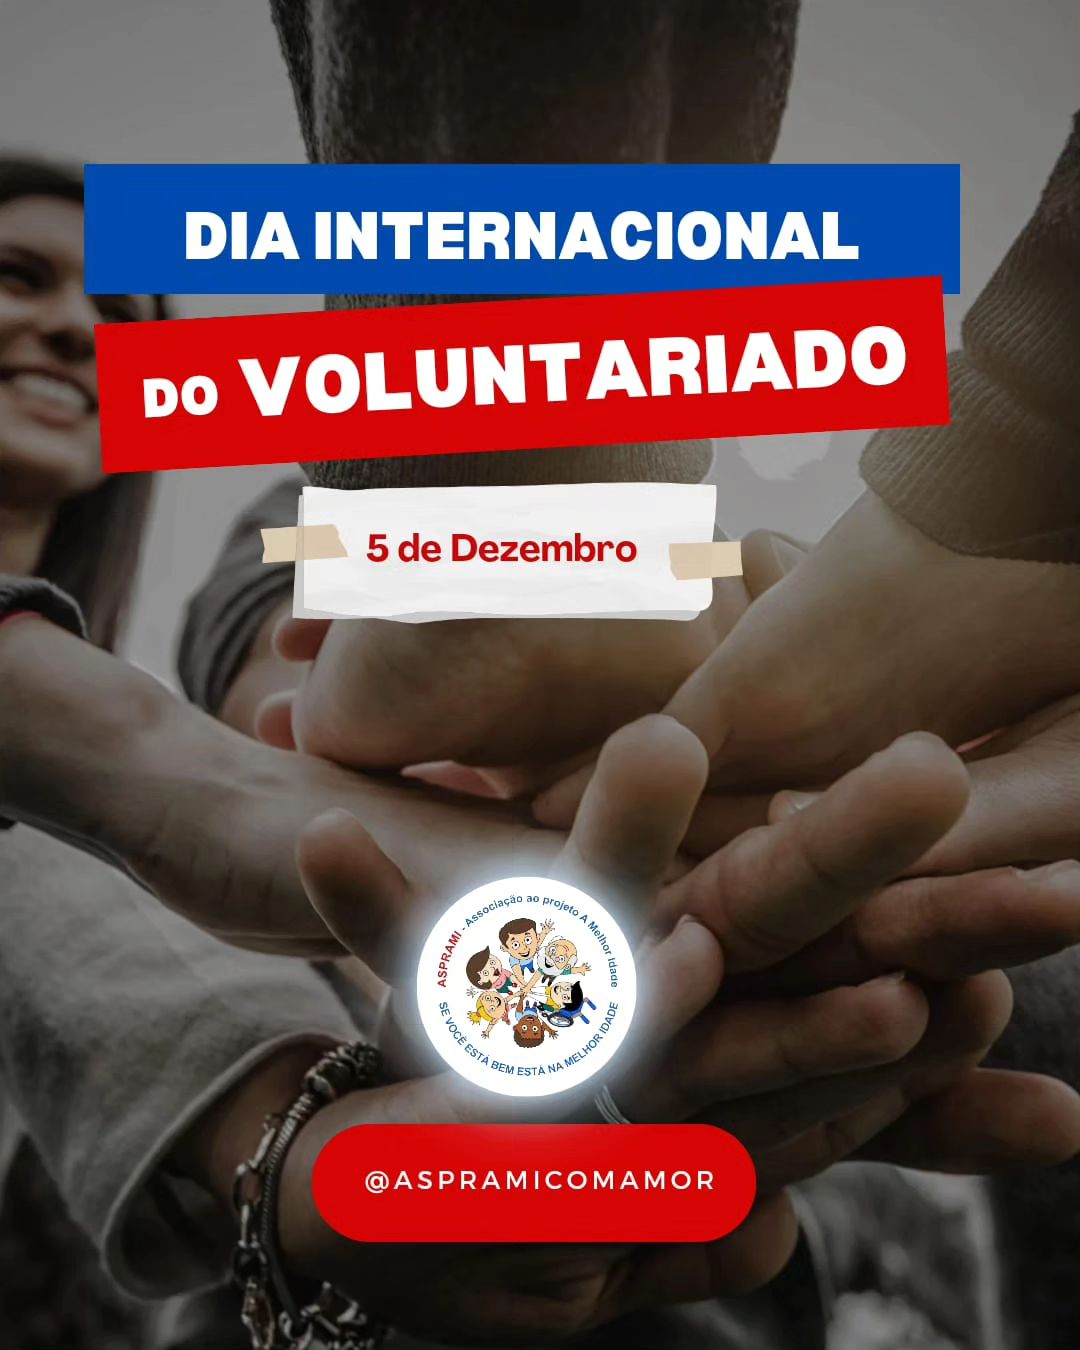 DIA INTERNACIONAL
DO VOLUNTARIADO
5 de Dezembro
ASPRAMI - Associação ao projeto A Melhor Idade
SE VOCÊ ESTÁ BEM ESTÁ NA MELHOR IDADE
@ASPRAMICOMAMOR